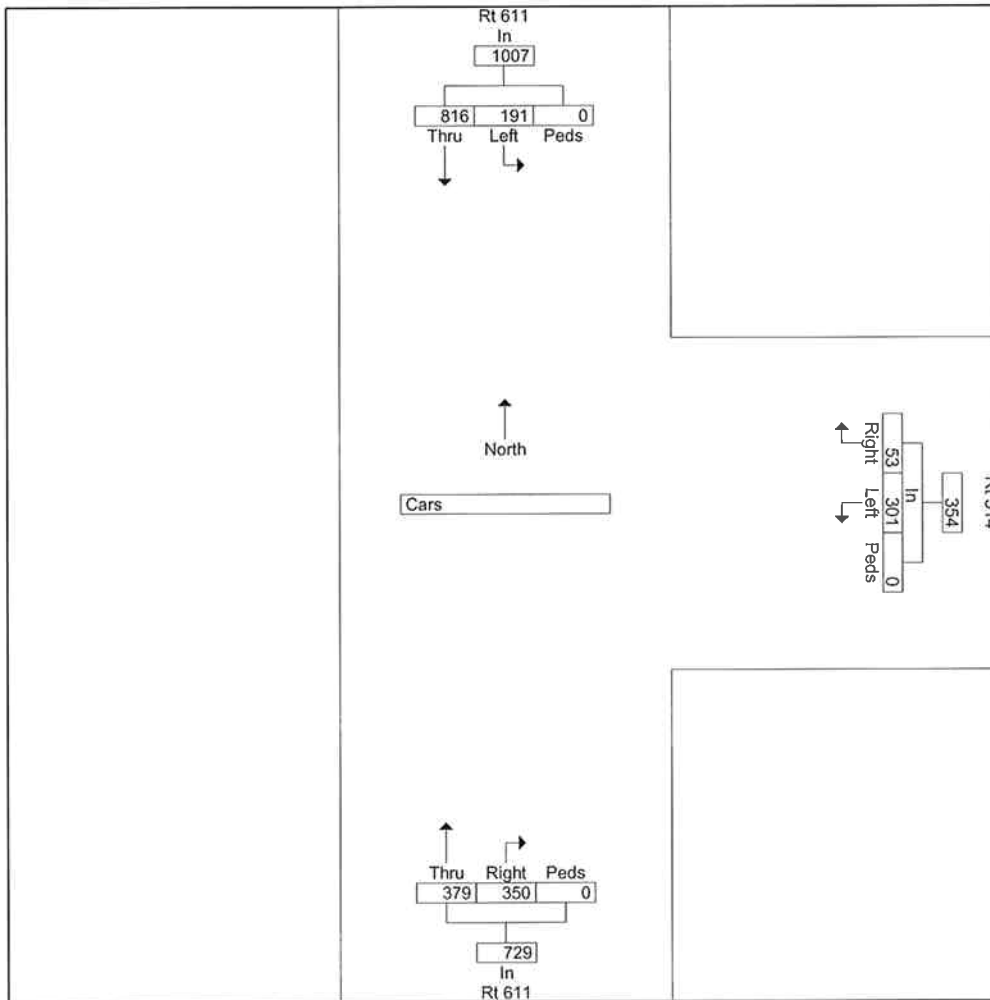 Rt 611
In
1007
816 191 0
Thru Left Peds
North
Cars
Right Left Peds
53 301 0
In
354
Thru Right Peds
379 350 0
729
In
Rt 611